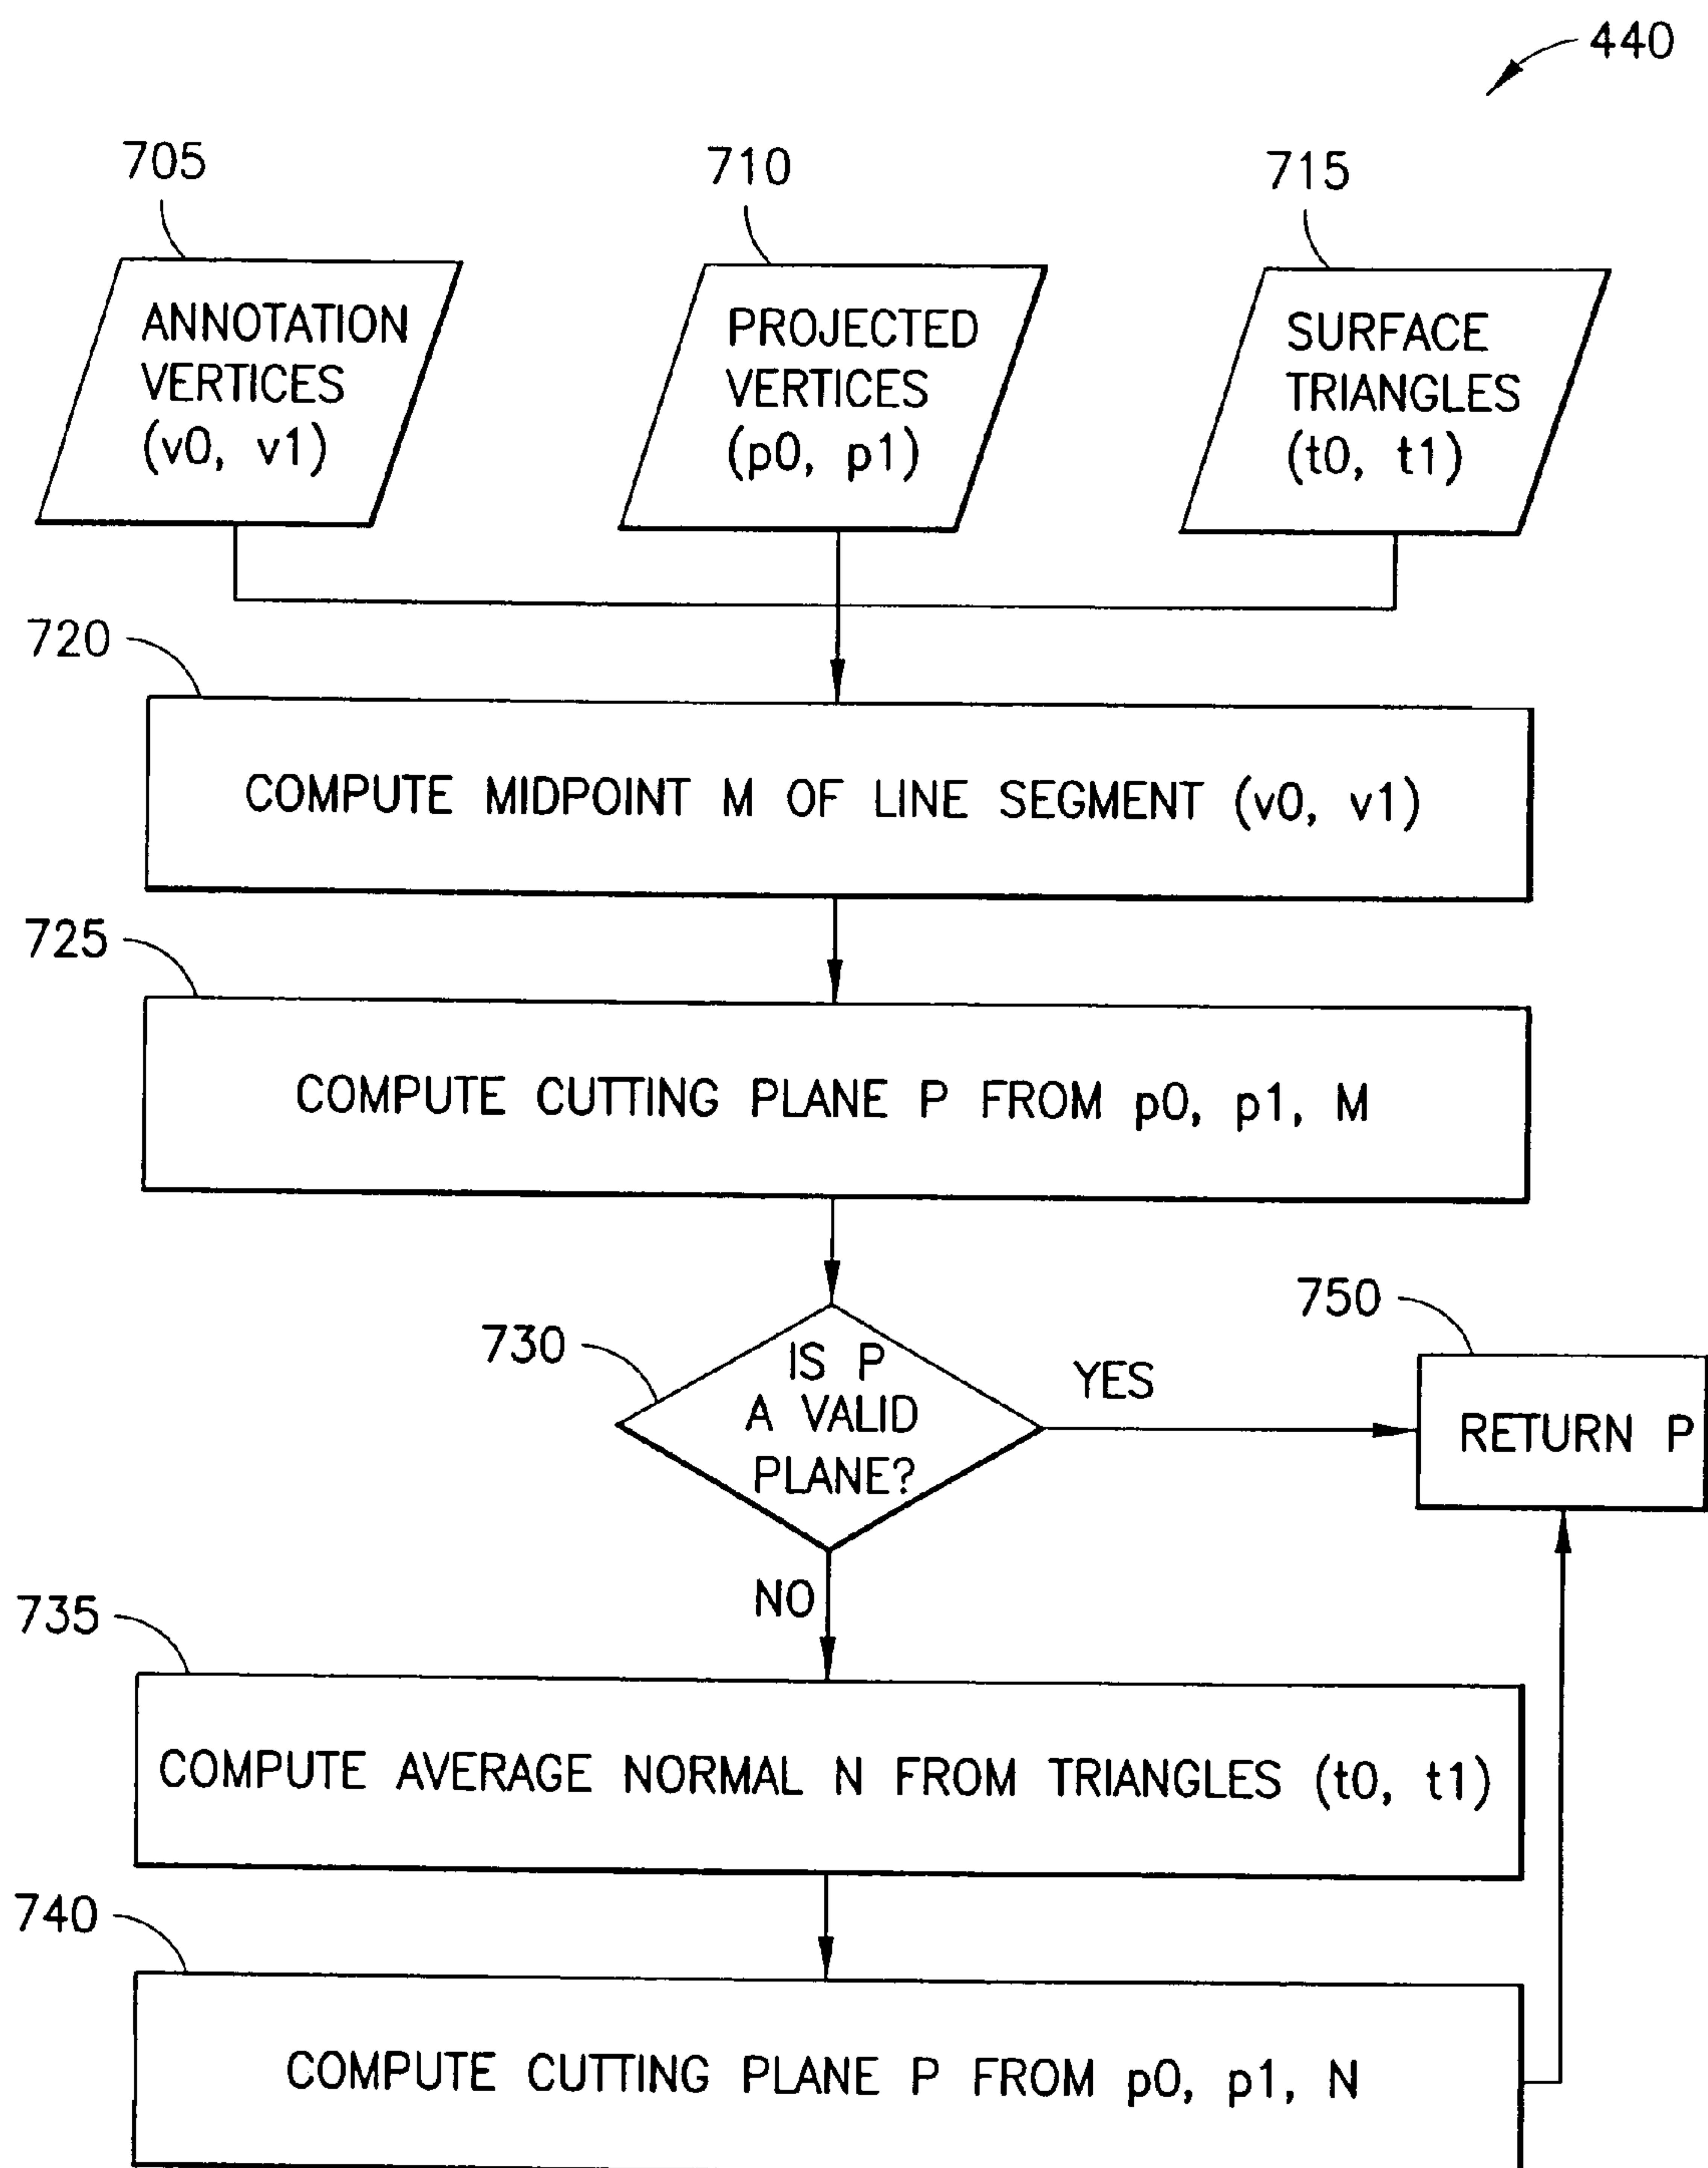 440
705
710
715
ANNOTATION
VERTICES
(v0, v1)
PROJECTED
VERTICES
(p0, p1)
SURFACE
TRIANGLES
(t0, t1)
720
COMPUTE MIDPOINT M OF LINE SEGMENT (v0, v1)
725
COMPUTE CUTTING PLANE P FROM p0, p1, M
730
IS P
A VALID
PLANE?
YES
750
RETURN P
NO
735
COMPUTE AVERAGE NORMAL N FROM TRIANGLES (t0, t1)
740
COMPUTE CUTTING PLANE P FROM p0, p1, N